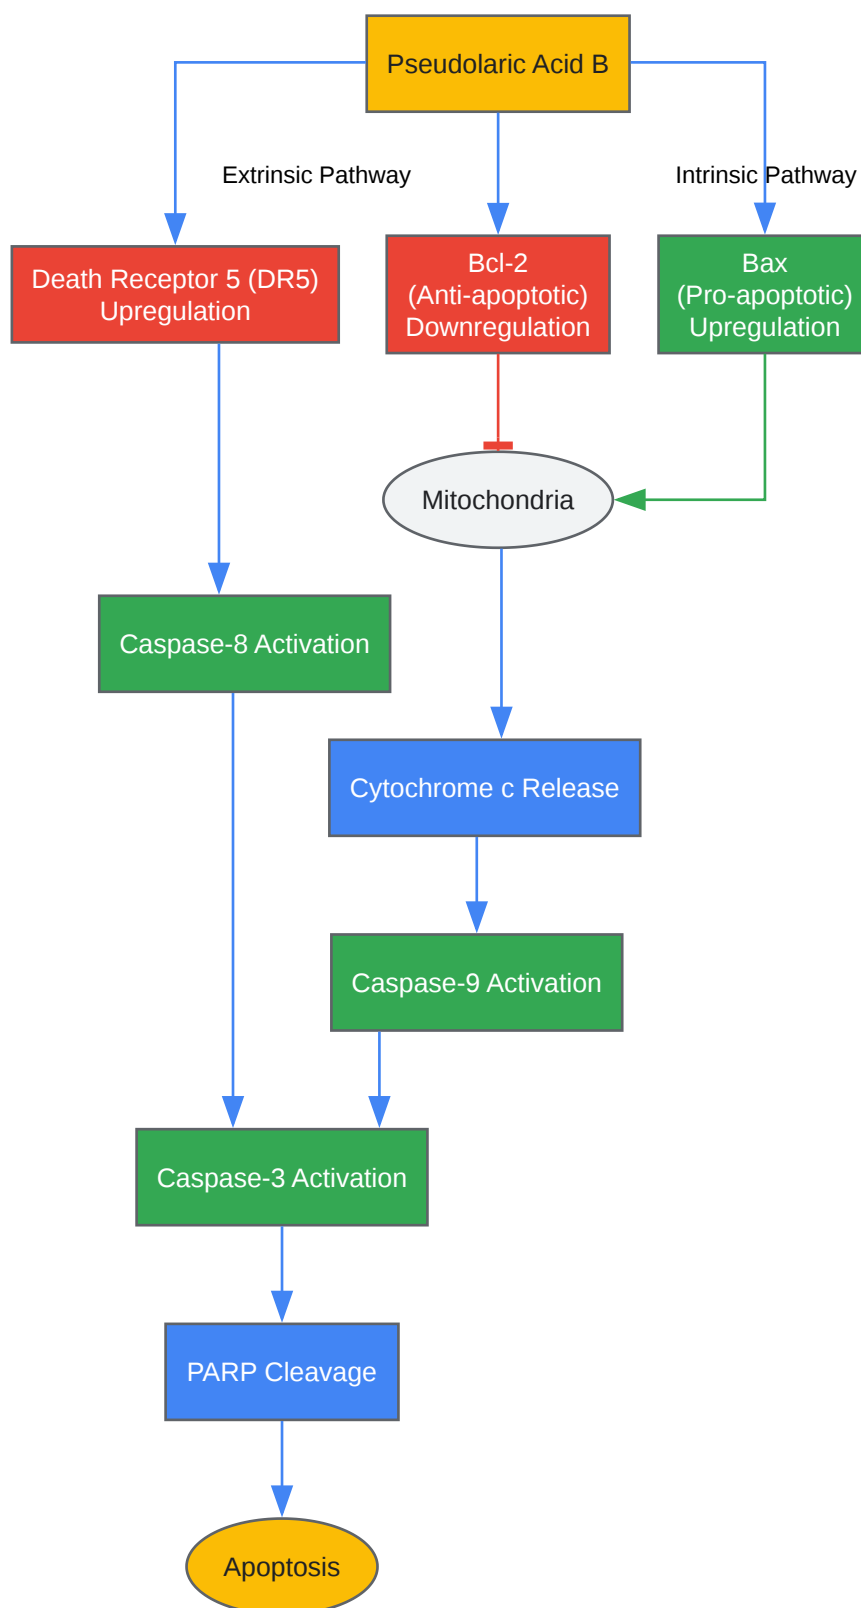 Pseudolaric Acid B
Extrinsic Pathway
Intrinsic Pathway
Death Receptor 5 (DR5)
Upregulation
Bcl-2
(Anti-apoptotic)
Downregulation
Bax
(Pro-apoptotic)
Upregulation
Mitochondria
Caspase-8 Activation
Cytochrome c Release
Caspase-9 Activation
Caspase-3 Activation
PARP Cleavage
Apoptosis